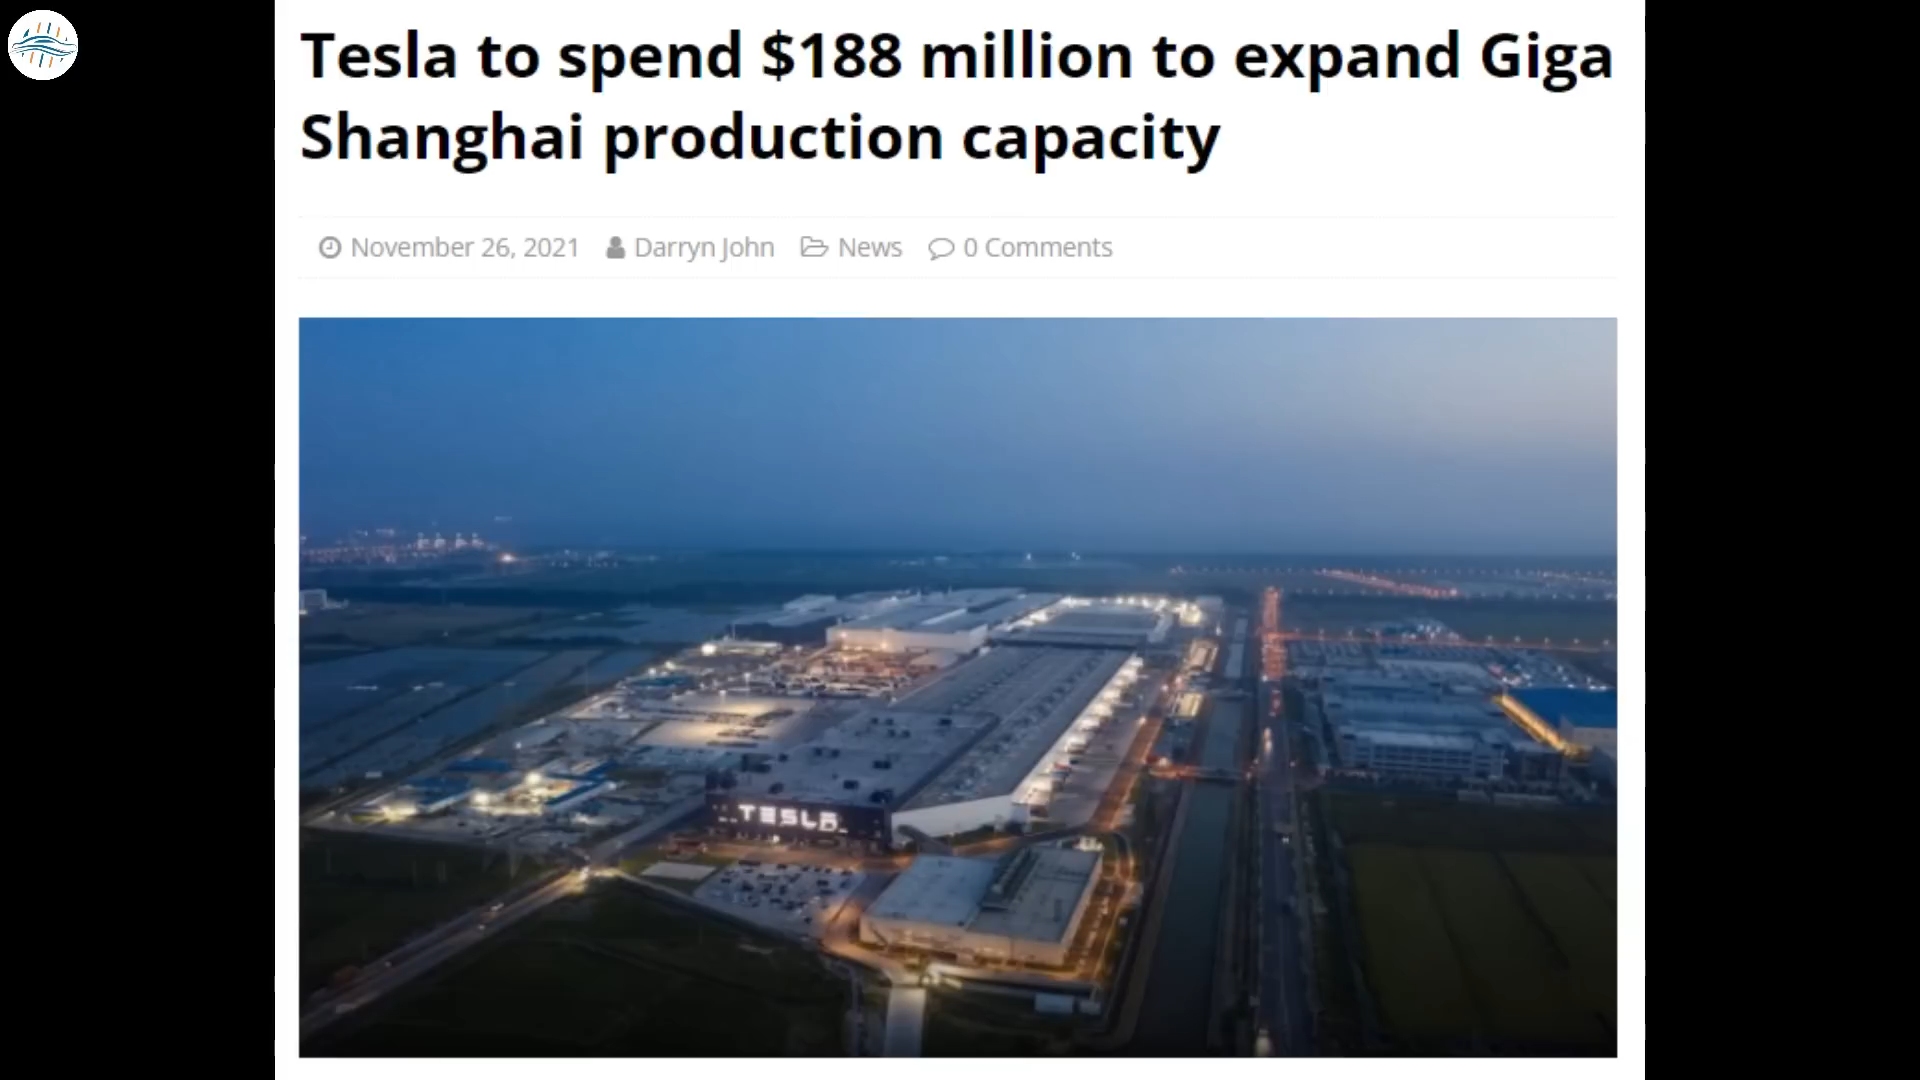 Tesla to spend $188 million to expand Giga
Shanghai production capacity
November 26, 2021 Darryn John News 0 Comments
TESLA